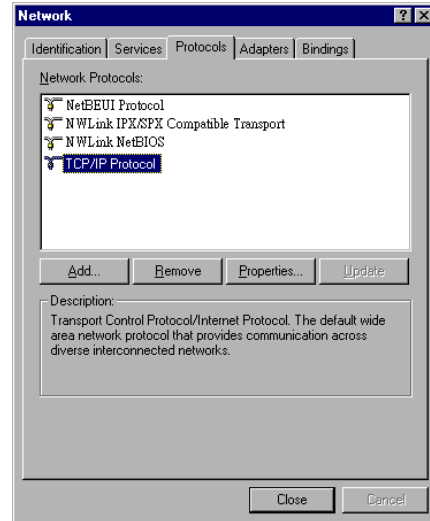 Network
Identification Services Protocols Adapters Bindings
Network Protocols:
NetBEUI Protocol
NWLink IPX/SPX Compatible Transport
NWLink NetBIOS
TCP/IP Protocol
Add... Remove Properties... Update
Description:
Transport Control Protocol/Internet Protocol. The default wide
area network protocol that provides communication across
diverse interconnected networks.
Close Cancel